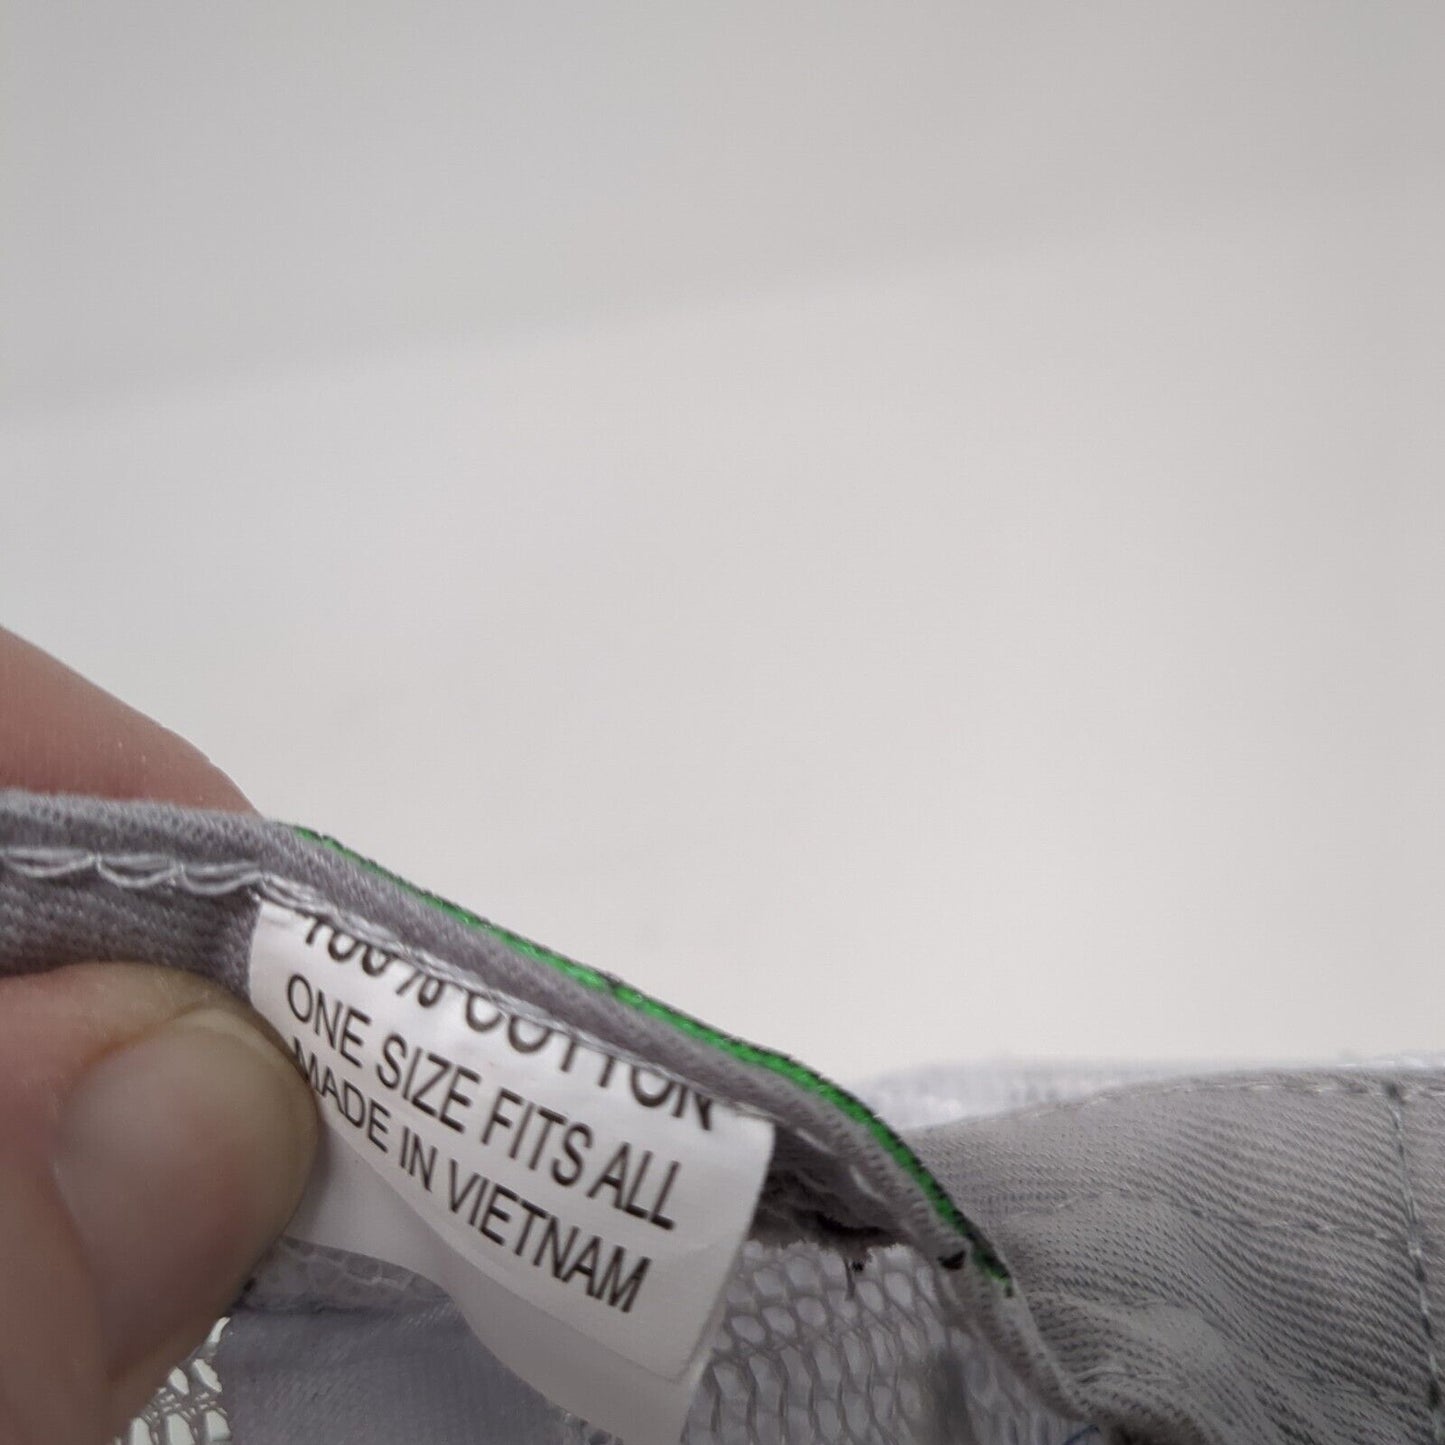 100% COTTON
ONE SIZE FITS ALL
MADE IN VIETNAM